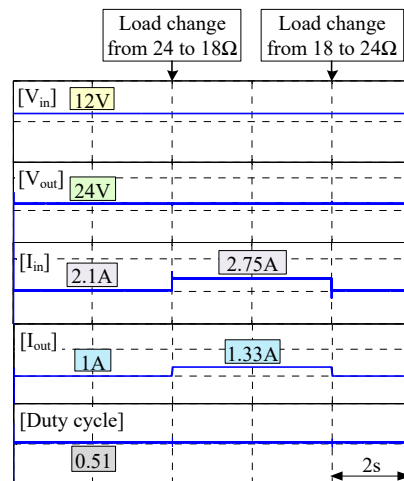 Load change
from 24 to 18Ω
Load change
from 18 to 24Ω
[Vin]
12V
[Vout]
24V
[Iin]
2.1A
2.75A
[Iout]
1A
1.33A
[Duty cycle]
0.51
2s